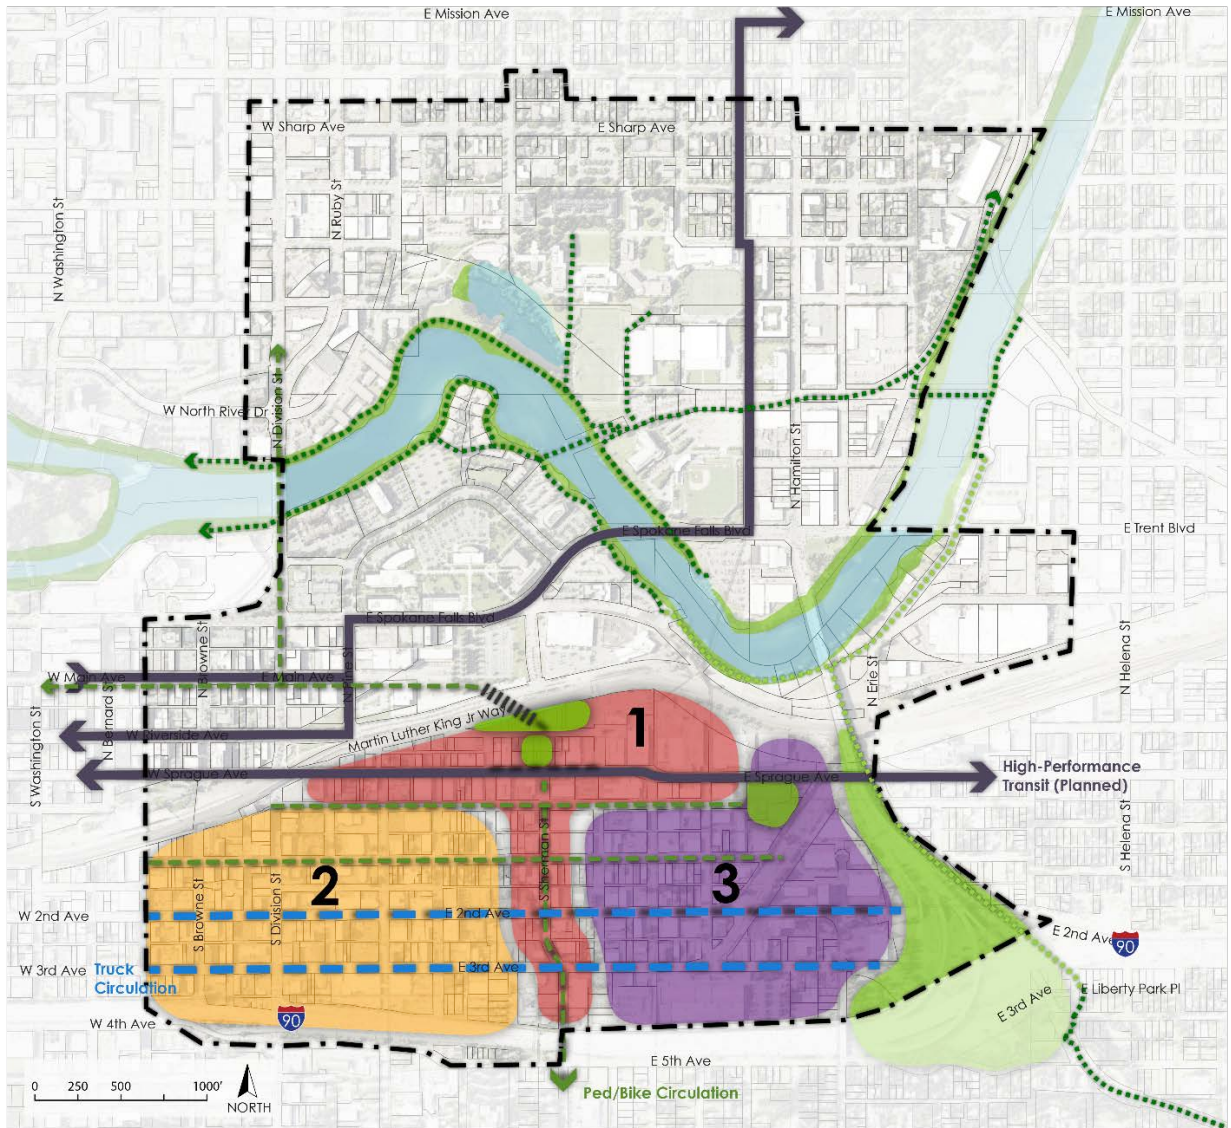 E Mission Ave
E Mission Ave
W Sharp Ave
E Sharp Ave
N Washington St
N Ruby St
W North River Dr
N Division St
N Hamilton St
E Spokane Falls Blvd
E Trent Blvd
E Spokane Falls Blvd
N Browne St
N Pine St
N Erie St
N Helena St
W Main Ave
E Main Ave
N Bernard St
W Riverside Ave
Martin Luther King Jr Way
1
S Washington St
W Sprague Ave
E Sprague Ave
High-Performance
Transit (Planned)
S Helena St
S Sherman St
2
3
S Browne St
S Division St
W 2nd Ave
E 2nd Ave
E 2nd Ave
90
W 3rd Ave
Truck
Circulation
E 3rd Ave
E 3rd Ave
E Liberty Park Pl
W 4th Ave
90
E 5th Ave
0 250 500 1000'
NORTH
Ped/Bike Circulation